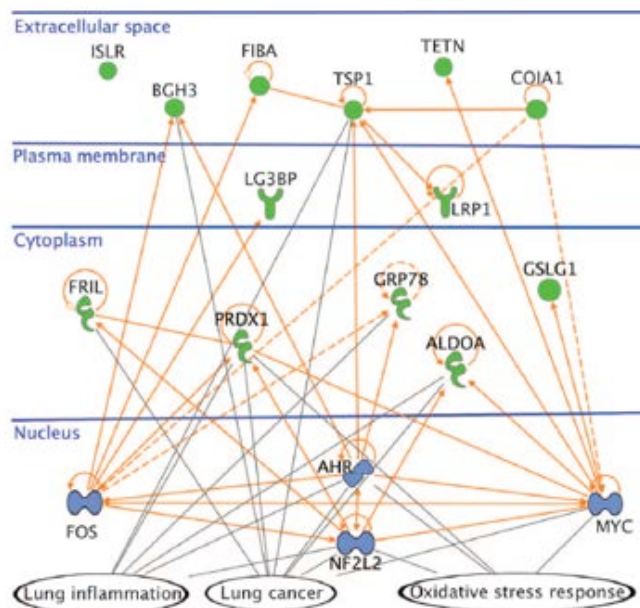 Extracellular space
ISLR
FIBA
TETN
BGH3
TSP1
COIA1
Plasma membrane
LG3BP
LRP1
Cytoplasm
FRIL
PRDX1
GRP78
GSLG1
ALDOA
Nucleus
AHR
FOS
MYC
NF2L2
Lung inflammation
Lung cancer
Oxidative stress response